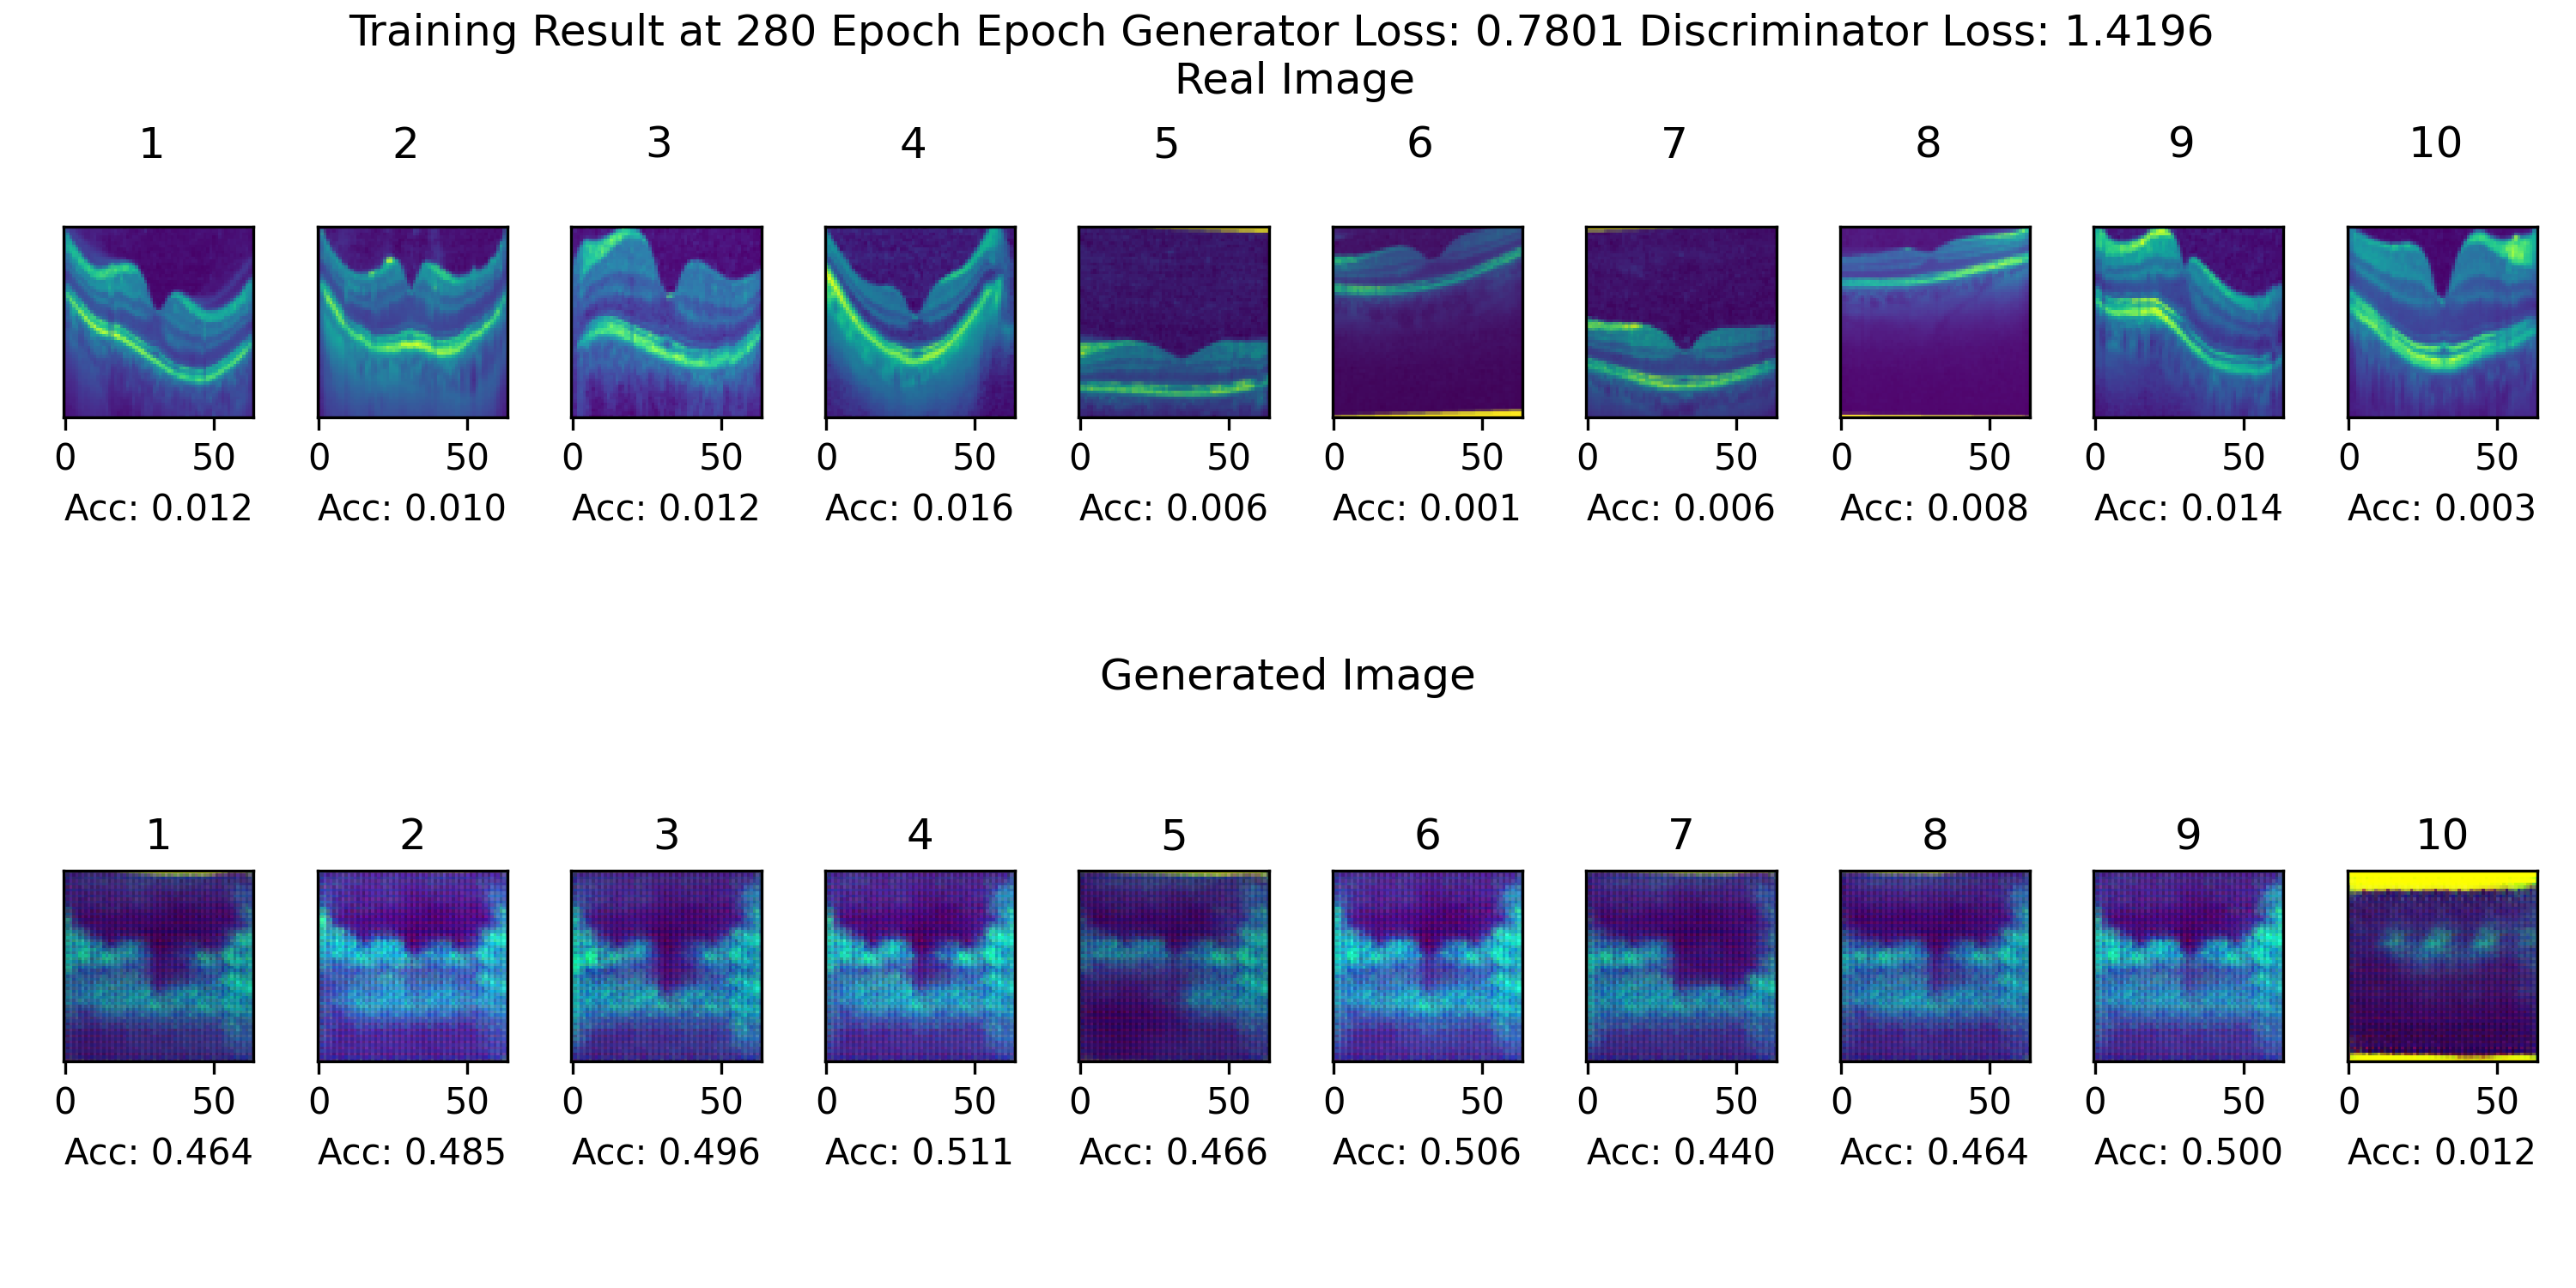 Training Result at 280 Epoch Epoch Generator Loss: 0.7801 Discriminator Loss: 1.4196
Real Image
1 2 3 4 5 6 7 8 9 10
0 50 0 50 0 50 0 50 0 50 0 50 0 50 0 50 0 50 0 50
Acc: 0.012 Acc: 0.010 Acc: 0.012 Acc: 0.016 Acc: 0.006 Acc: 0.001 Acc: 0.006 Acc: 0.008 Acc: 0.014 Acc: 0.003
Generated Image
1 2 3 4 5 6 7 8 9 10
0 50 0 50 0 50 0 50 0 50 0 50 0 50 0 50 0 50 0 50
Acc: 0.464 Acc: 0.485 Acc: 0.496 Acc: 0.511 Acc: 0.466 Acc: 0.506 Acc: 0.440 Acc: 0.464 Acc: 0.500 Acc: 0.012